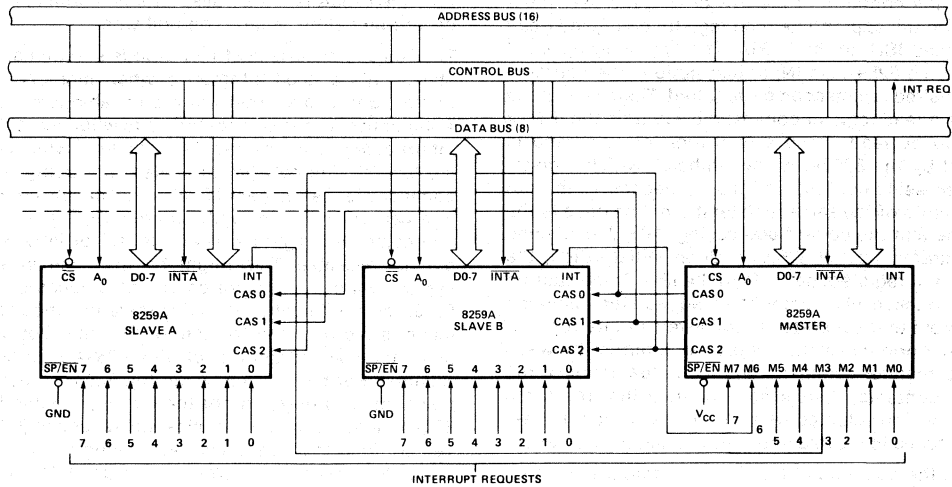 ADDRESS BUS (16)
CONTROL BUS
INT REQ
DATA BUS (8)
CS A0 D0-7 INTA INT
CAS 0
8259A
SLAVE A
CAS 1
CAS 2
SP/EN 7 6 5 4 3 2 1 0
GND
7 6 5 4 3 2 1 0
CS A0 D0-7 INTA INT
CAS 0
8259A
SLAVE B
CAS 1
CAS 2
SP/EN 7 6 5 4 3 2 1 0
GND
7 6 5 4 3 2 1 0
CS A0 D0-7 INTA INT
CAS 0
8259A
MASTER
CAS 1
CAS 2
SP/EN M7 M6 M5 M4 M3 M2 M1 M0
VCC
7 6 5 4 3 2 1 0
INTERRUPT REQUESTS